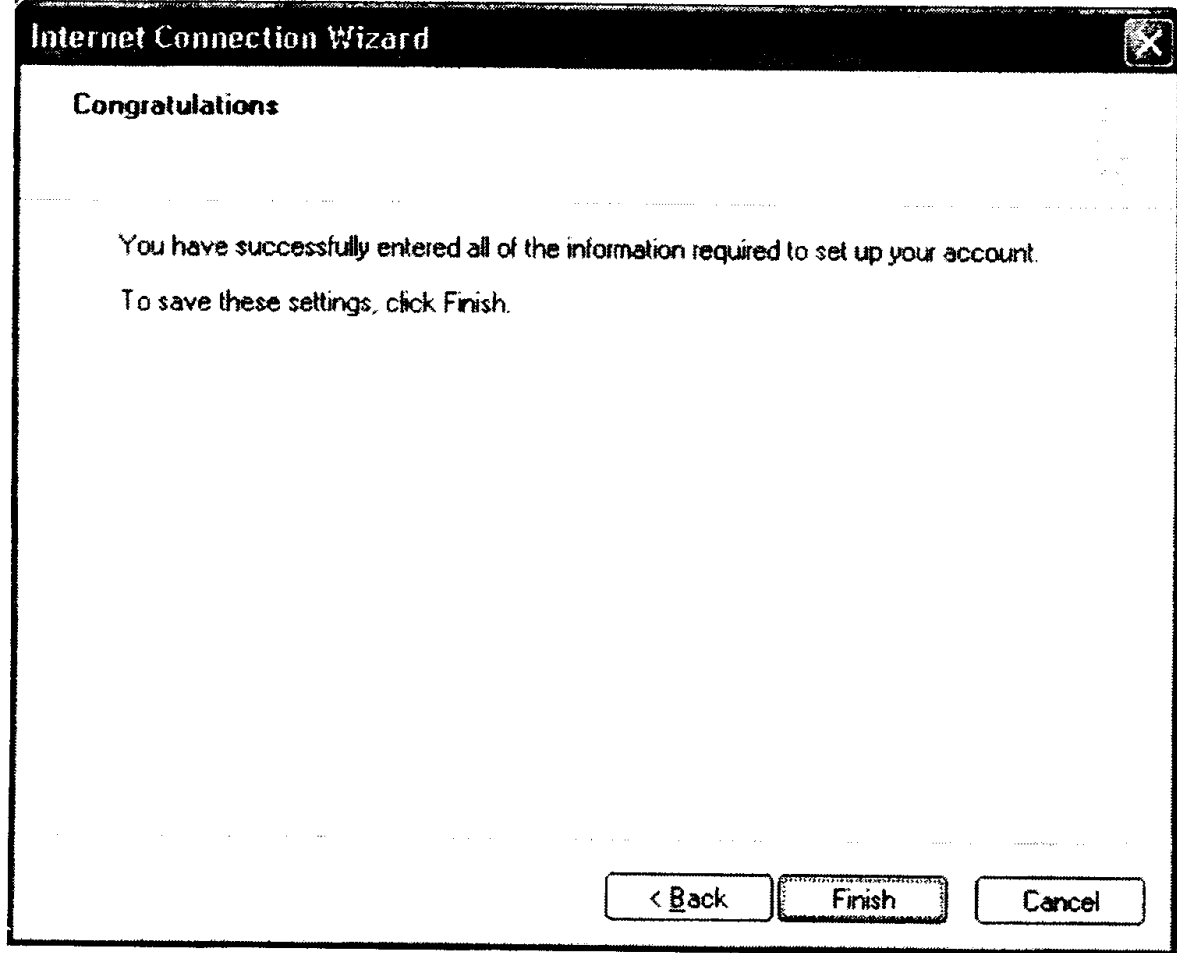 Internet Connection Wizard
Congratulations
You have successfully entered all of the information required to set up your account.
To save these settings, click Finish.
< Back Finish Cancel